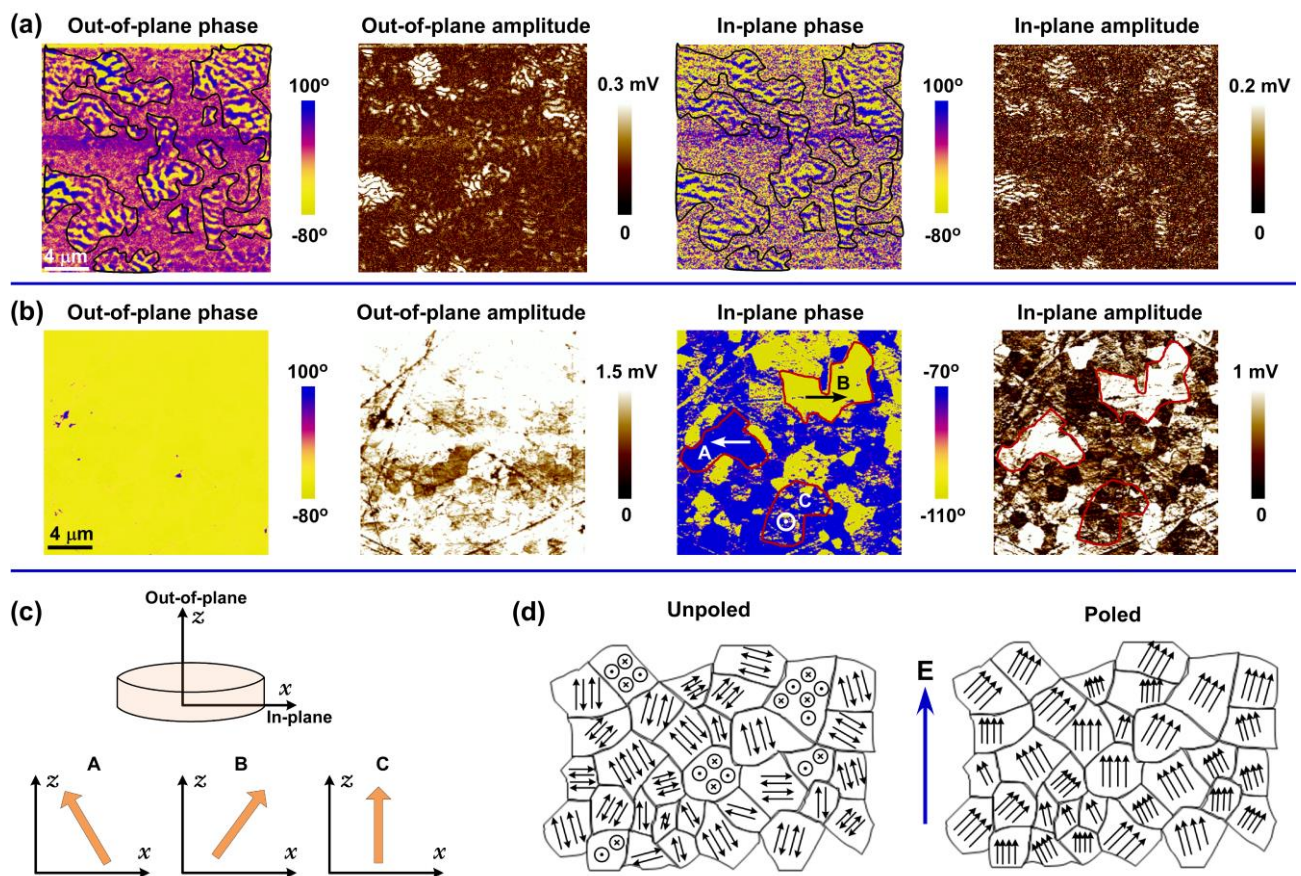 (a)
Out-of-plane phase
Out-of-plane amplitude
In-plane phase
In-plane amplitude
100°
-80°
0.3 mV
0
100°
-80°
0.2 mV
0
4 μm
(b)
Out-of-plane phase
Out-of-plane amplitude
In-plane phase
In-plane amplitude
100°
-80°
1.5 mV
0
B
A
C
-70°
-110°
1 mV
0
4 μm
(c)
Out-of-plane
z
x
In-plane
A
B
C
z
x
z
x
z
x
(d)
Unpoled
Poled
E